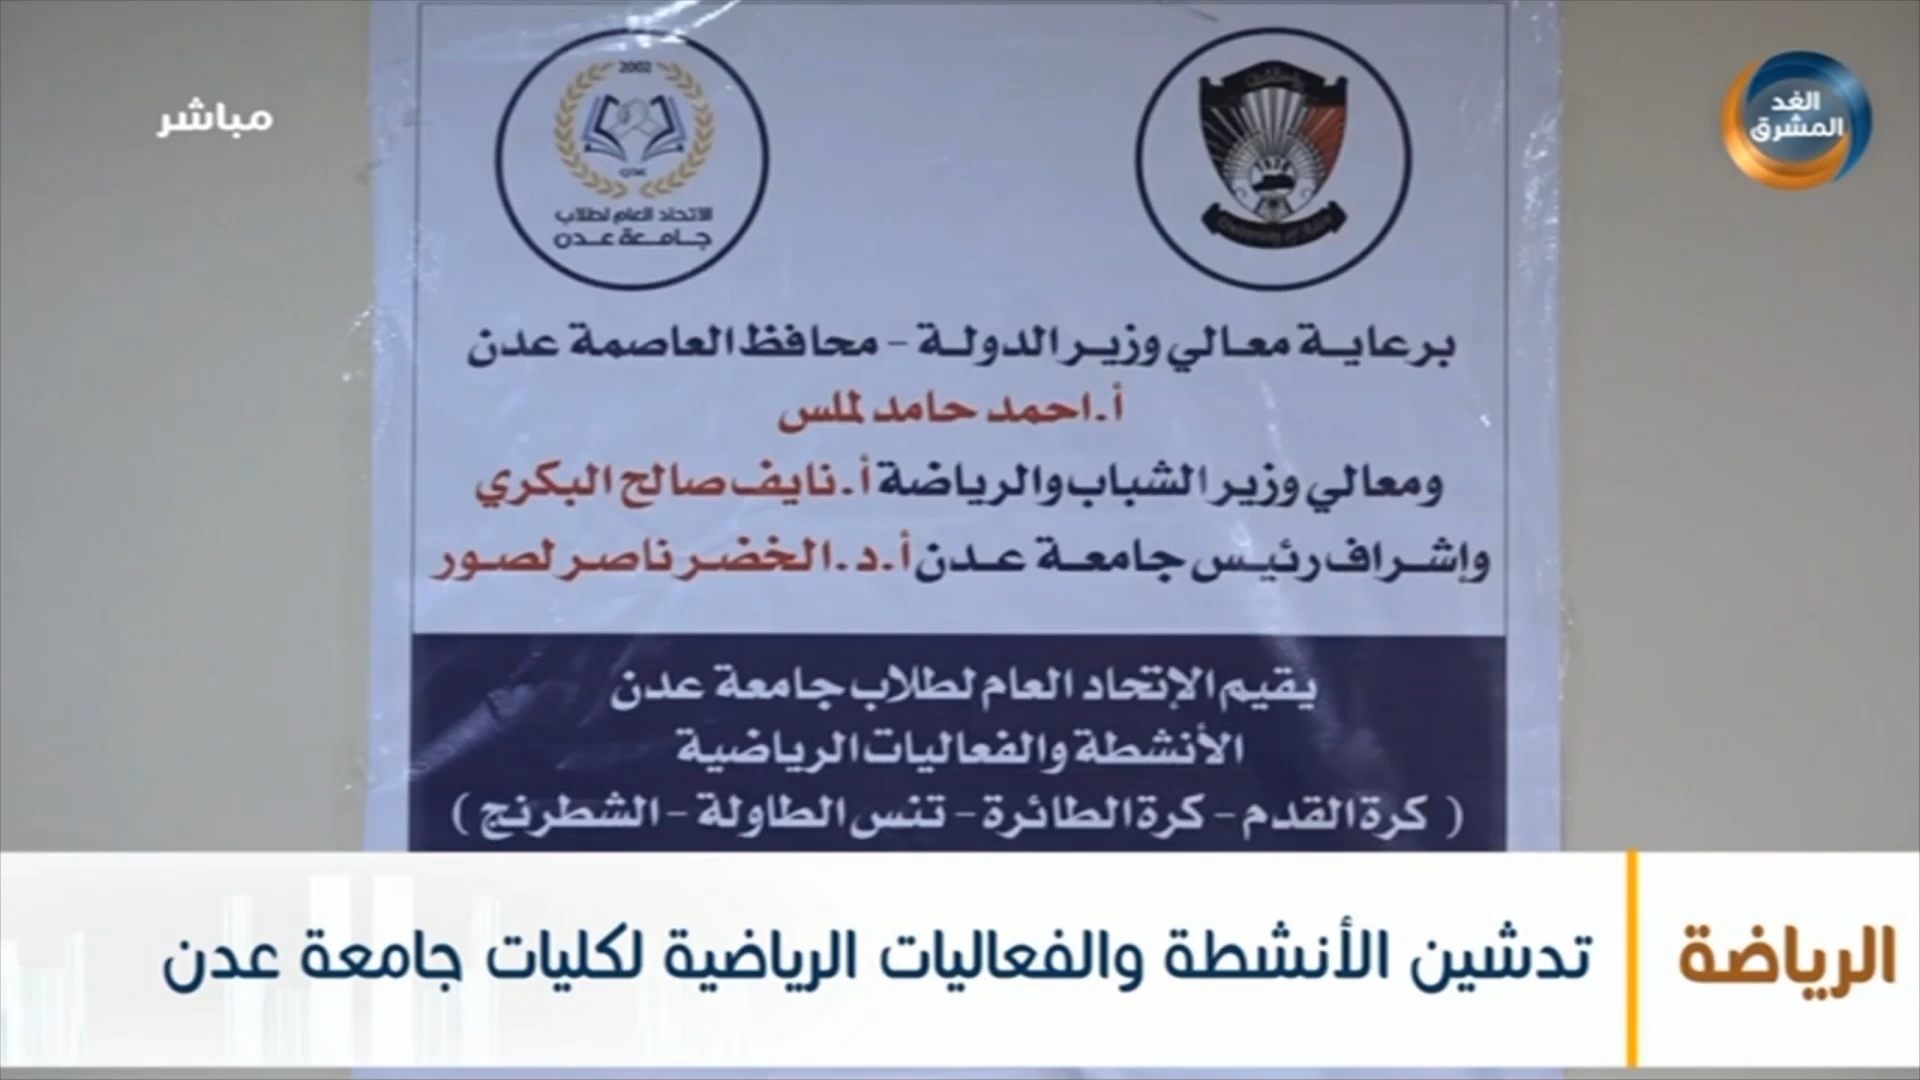 مباشر
الغد
المشرق
2002
عدن
الاتحاد العام لطلاب
جامعة عدن
برعاية معالي وزير الدولة - محافظ العاصمة عدن
أ.احمد حامد لملس
ومعالي وزير الشباب والرياضة أ.نايف صالح البكري
وإشراف رئيس جامعة عدن أ.د.الخضر ناصر لصور
يقيم الإتحاد العام لطلاب جامعة عدن
الأنشطة والفعاليات الرياضية
( كرة القدم - كرة الطائرة - تنس الطاولة - الشطرنج )
الرياضة
تدشين الأنشطة والفعاليات الرياضية لكليات جامعة عدن